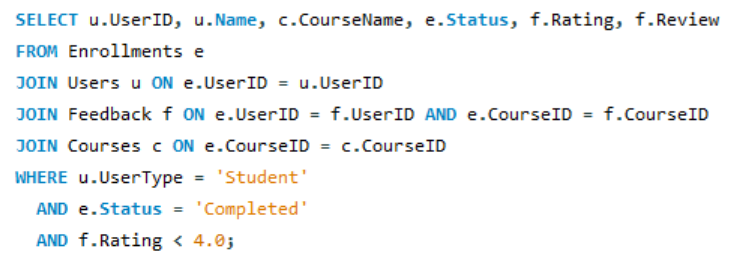 SELECT u.UserID, u.Name, c.CourseName, e.Status, f.Rating, f.Review
FROM Enrollments e
JOIN Users u ON e.UserID = u.UserID
JOIN Feedback f ON e.UserID = f.UserID AND e.CourseID = f.CourseID
JOIN Courses c ON e.CourseID = c.CourseID
WHERE u.UserType = 'Student'
  AND e.Status = 'Completed'
  AND f.Rating < 4.0;